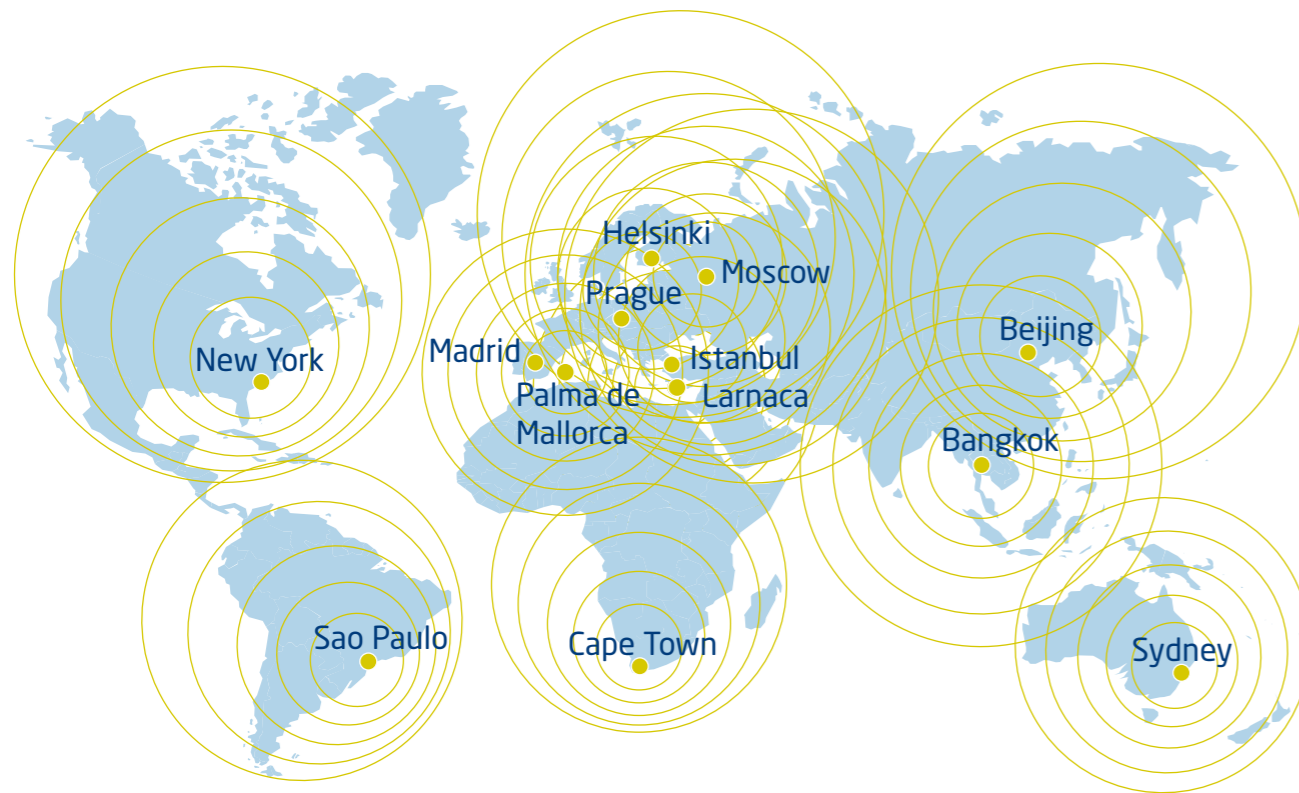 Helsinki
Moscow
Prague
Beijing
Madrid
Istanbul
New York
Palma de
Mallorca
Larnaca
Bangkok
Sao Paulo
Cape Town
Sydney